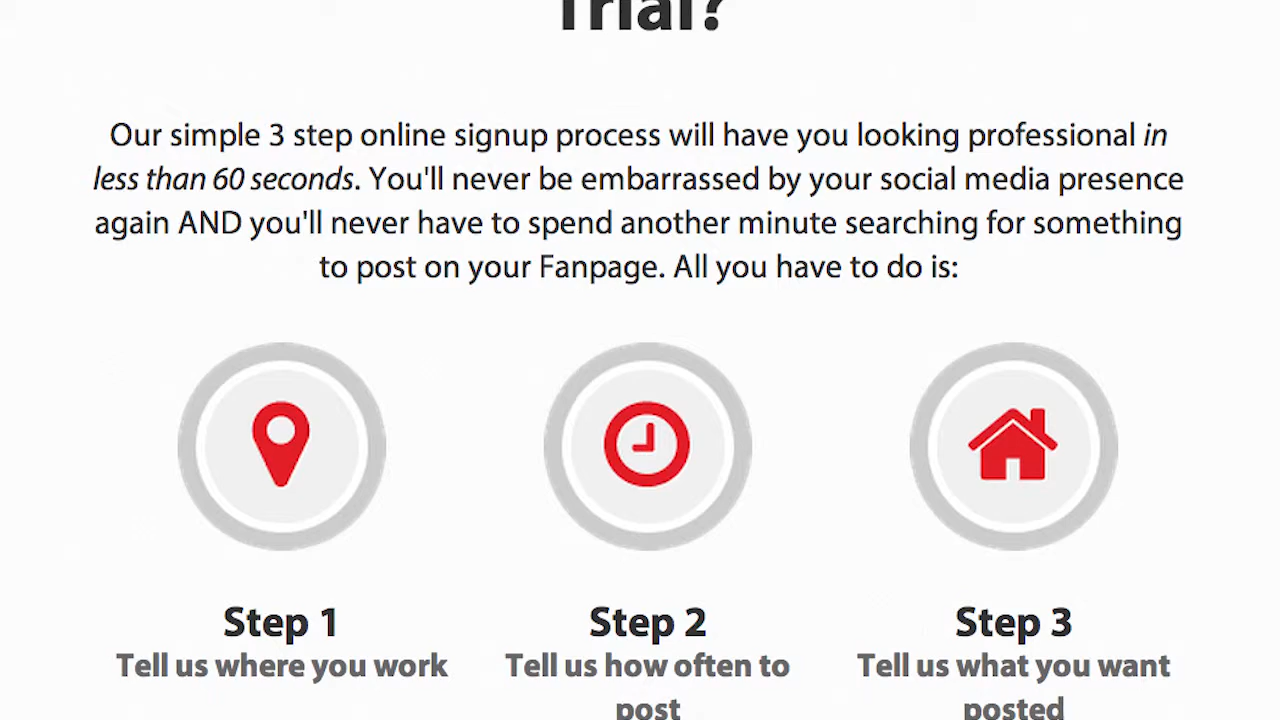 Trial?
Our simple 3 step online signup process will have you looking professional in
less than 60 seconds. You'll never be embarrassed by your social media presence
again AND you'll never have to spend another minute searching for something
to post on your Fanpage. All you have to do is:
Step 1 Step 2 Step 3
Tell us where you work Tell us how often to Tell us what you want
post posted